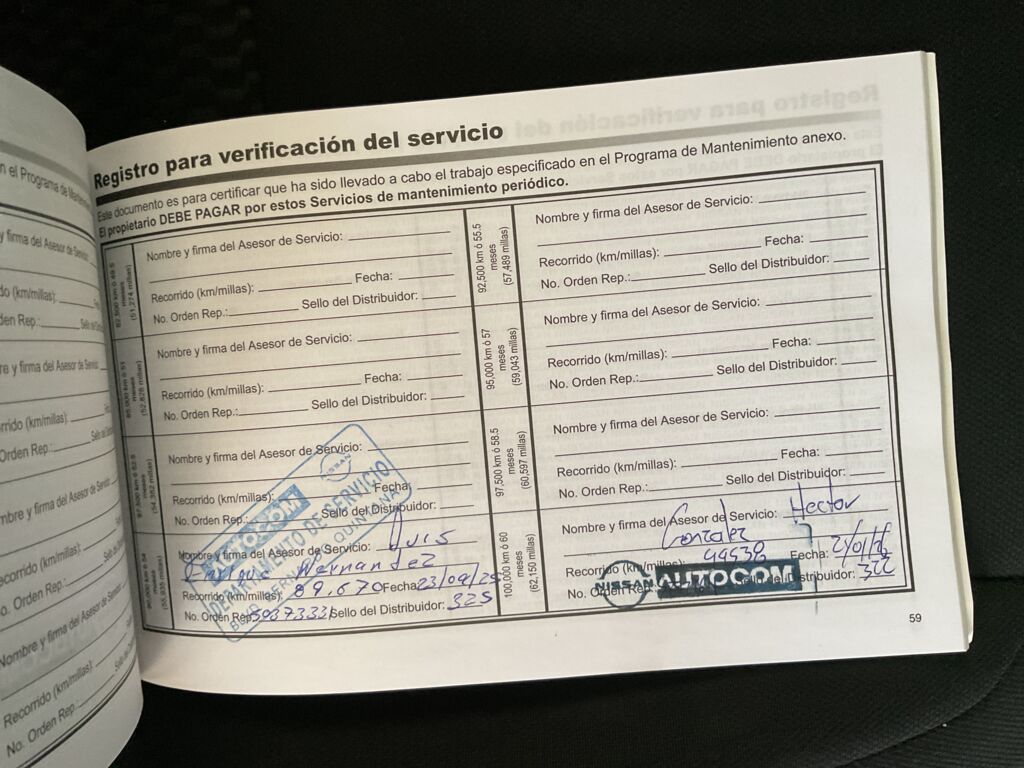 Registro para verificación del servicio
Este documento es para certificar que ha sido llevado a cabo el trabajo especificado en el Programa de Mantenimiento anexo.
El propietario DEBE PAGAR por estos Servicios de mantenimiento periódico.
Nombre y firma del Asesor de Servicio:
Recorrido (km/millas): Fecha:
No. Orden Rep.: Sello del Distribuidor:
Nombre y firma del Asesor de Servicio:
Recorrido (km/millas): Fecha:
No. Orden Rep.: Sello del Distribuidor:
Nombre y firma del Asesor de Servicio:
Recorrido (km/millas): Fecha:
No. Orden Rep.: Sello del Distribuidor:
NISSAN
AUTOCOM
DEPARTAMENTO DE SERVICIO
Nombre y firma del Asesor de Servicio: Luis
Enrique Hernandez
Recorrido (km/millas): 89,670 Fecha: 23/09/25
No. Orden Rep. Sello del Distribuidor: 325
92,500 km ó 55.5
meses
(57,489 millas)
Nombre y firma del Asesor de Servicio:
Recorrido (km/millas): Fecha:
No. Orden Rep.: Sello del Distribuidor:
95,000 km ó 57
meses
(59,043 millas)
Nombre y firma del Asesor de Servicio:
Recorrido (km/millas): Fecha:
No. Orden Rep.: Sello del Distribuidor:
97,500 km ó 58.5
meses
(60,597 millas)
Nombre y firma del Asesor de Servicio:
Recorrido (km/millas): Fecha:
No. Orden Rep.: Sello del Distribuidor:
100,000 km ó 60
meses
(62,150 millas)
Nombre y firma del Asesor de Servicio: Hector
Gonzalez
Recorrido (km/millas): Fecha:
No. Orden Rep. Sello del Distribuidor: 322
NISSAN AUTOCOM
59